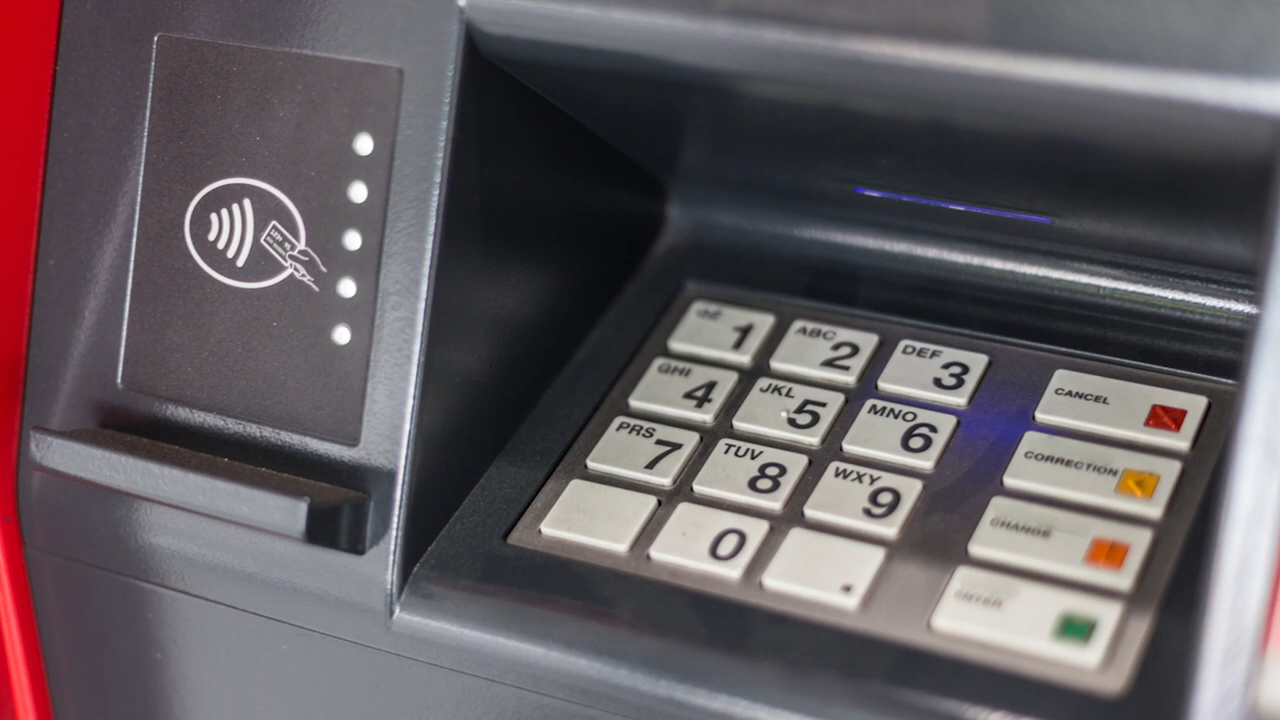 1
ABC 2
DEF 3
CANCEL
GHI 4
JKL 5
MNO 6
CORRECTION
PRS 7
TUV 8
WXY 9
CHANGE
0
.
ENTER